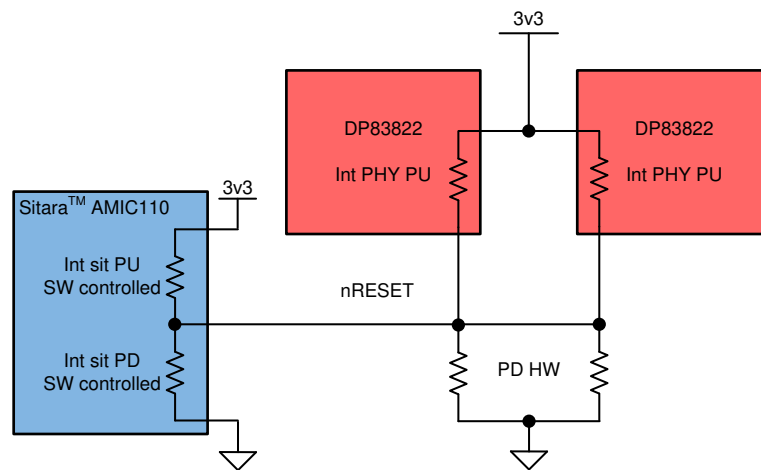 3v3
DP83822
DP83822
Int PHY PU
Int PHY PU
3v3
Sitara™ AMIC110
Int sit PU
SW controlled
nRESET
Int sit PD
SW controlled
PD HW